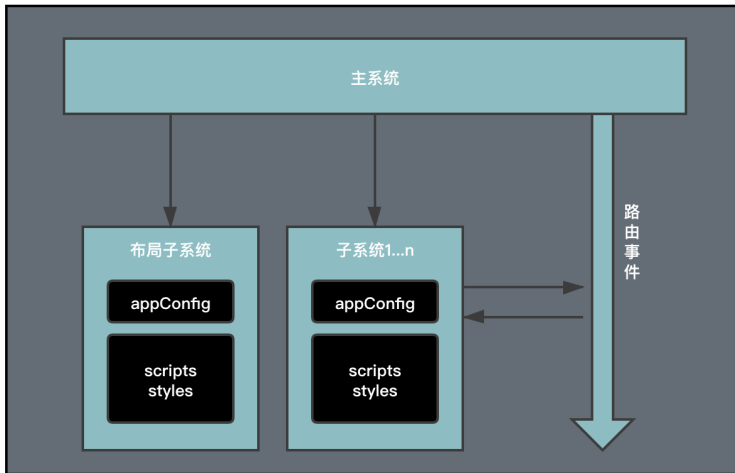 主系统
布局子系统
appConfig
scripts
styles
子系统1...n
appConfig
scripts
styles
路由事件